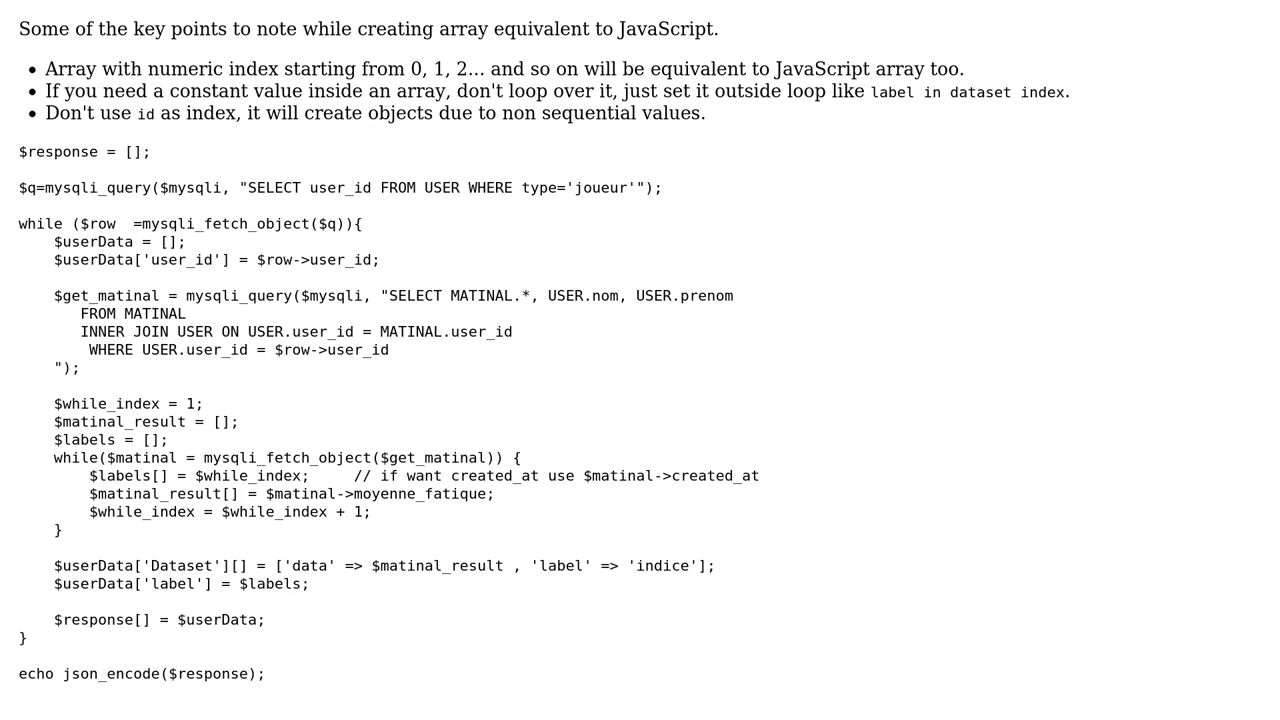 Some of the key points to note while creating array equivalent to JavaScript.
• Array with numeric index starting from 0, 1, 2... and so on will be equivalent to JavaScript array too.
• If you need a constant value inside an array, don't loop over it, just set it outside loop like label in dataset index.
• Don't use id as index, it will create objects due to non sequential values.
$response = [];
$q=mysqli_query($mysqli, "SELECT user_id FROM USER WHERE type='joueur'");
while ($row  =mysqli_fetch_object($q)){
    $userData = [];
    $userData['user_id'] = $row->user_id;
    $get_matinal = mysqli_query($mysqli, "SELECT MATINAL.*, USER.nom, USER.prenom
       FROM MATINAL
       INNER JOIN USER ON USER.user_id = MATINAL.user_id
        WHERE USER.user_id = $row->user_id
    ");
    $while_index = 1;
    $matinal_result = [];
    $labels = [];
    while($matinal = mysqli_fetch_object($get_matinal)) {
        $labels[] = $while_index;     // if want created_at use $matinal->created_at
        $matinal_result[] = $matinal->moyenne_fatique;
        $while_index = $while_index + 1;
    }
    $userData['Dataset'][] = ['data' => $matinal_result , 'label' => 'indice'];
    $userData['label'] = $labels;
    $response[] = $userData;
}
echo json_encode($response);